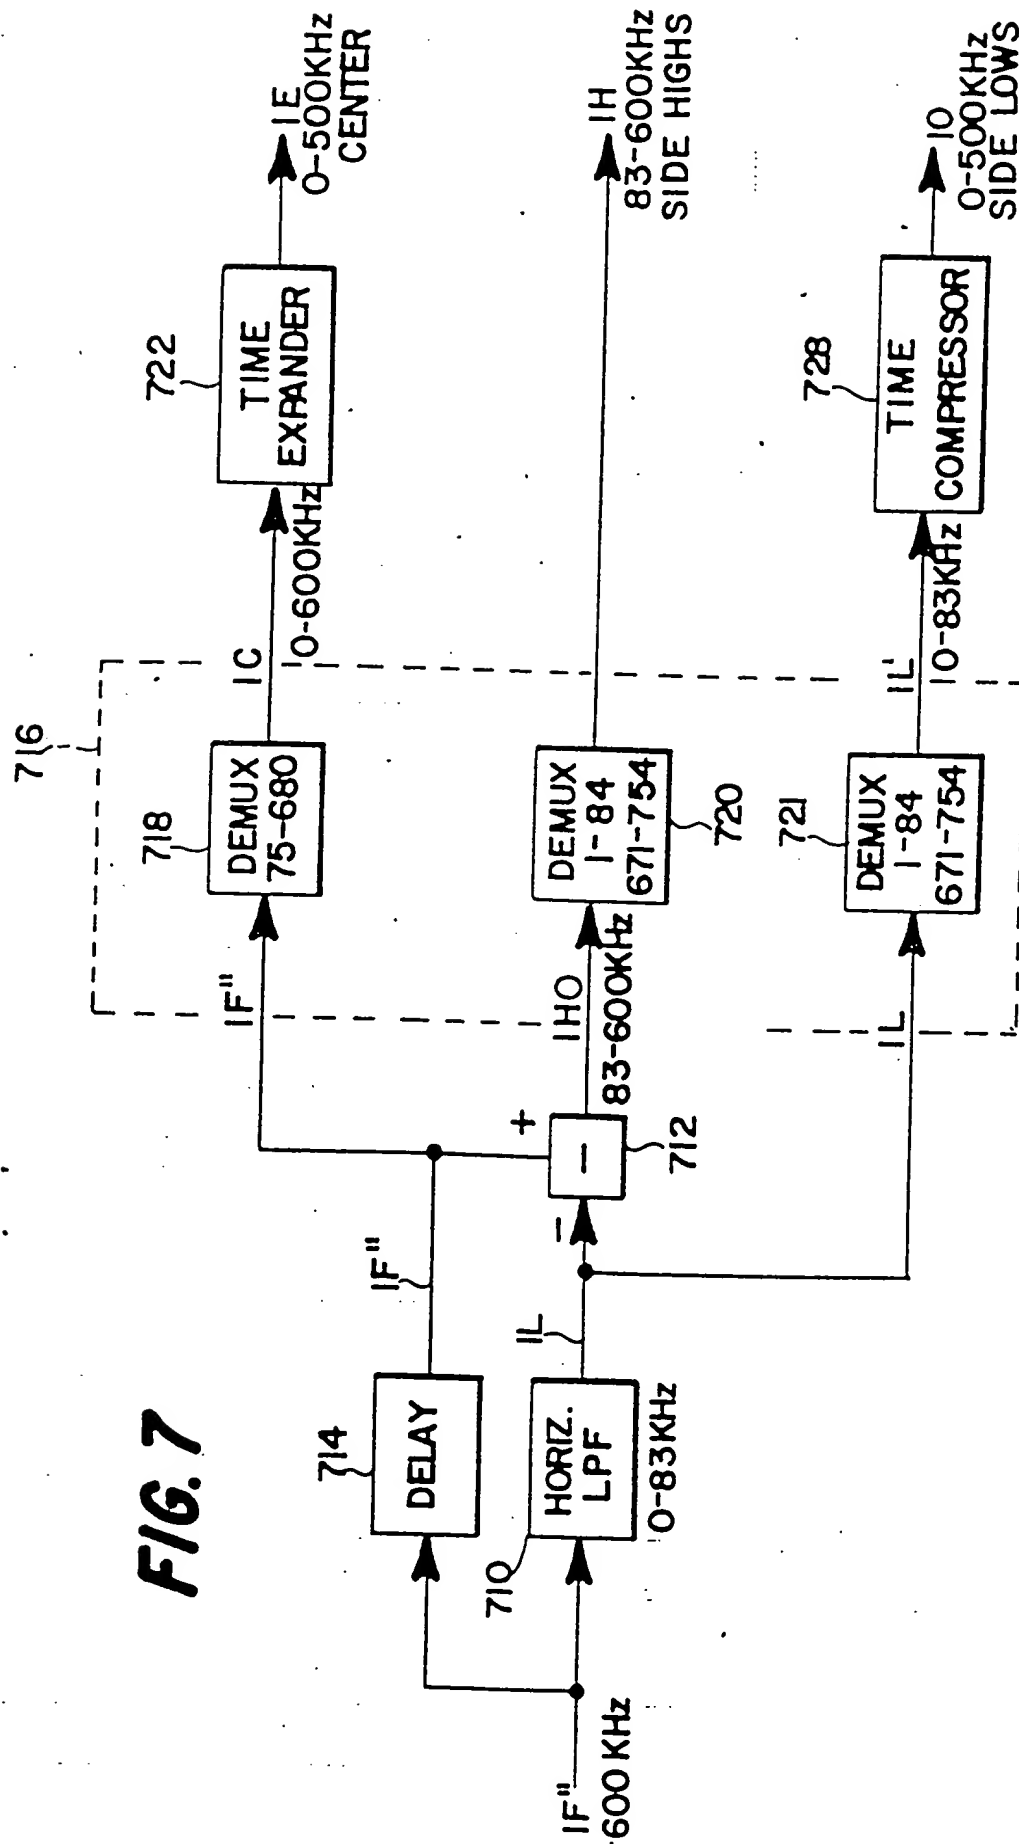 FIG. 7
IF"
600 KHz
714
DELAY
IF"
710
HORIZ.
LPF
0-83KHz
IL
+
-
-
712
716
IF"
718
DEMUX
75-680
IC
0-600KHz
722
TIME
EXPANDER
IE
0-500KHz
CENTER
IHO
83-600KHz
DEMUX
1-84
671-754
720
IH
83-600KHz
SIDE HIGHS
IL
721
DEMUX
1-84
671-754
IL'
0-83KHz
728
TIME
COMPRESSOR
IO
0-500KHz
SIDE LOWS